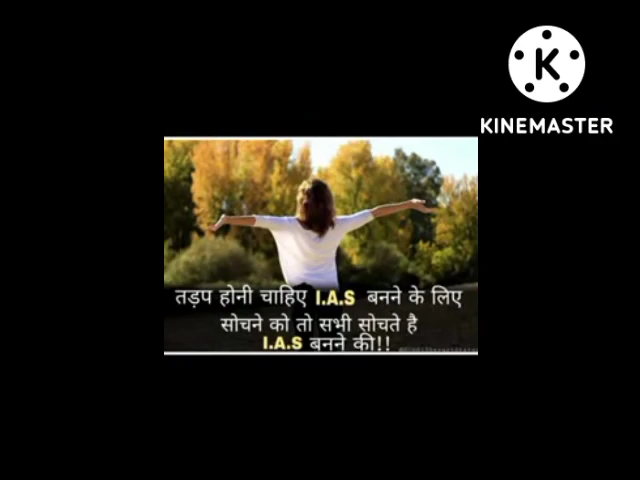 K
KINEMASTER
तड़प होनी चाहिए I.A.S बनने के लिए
सोचने को तो सभी सोचते है
I.A.S बनने की!!